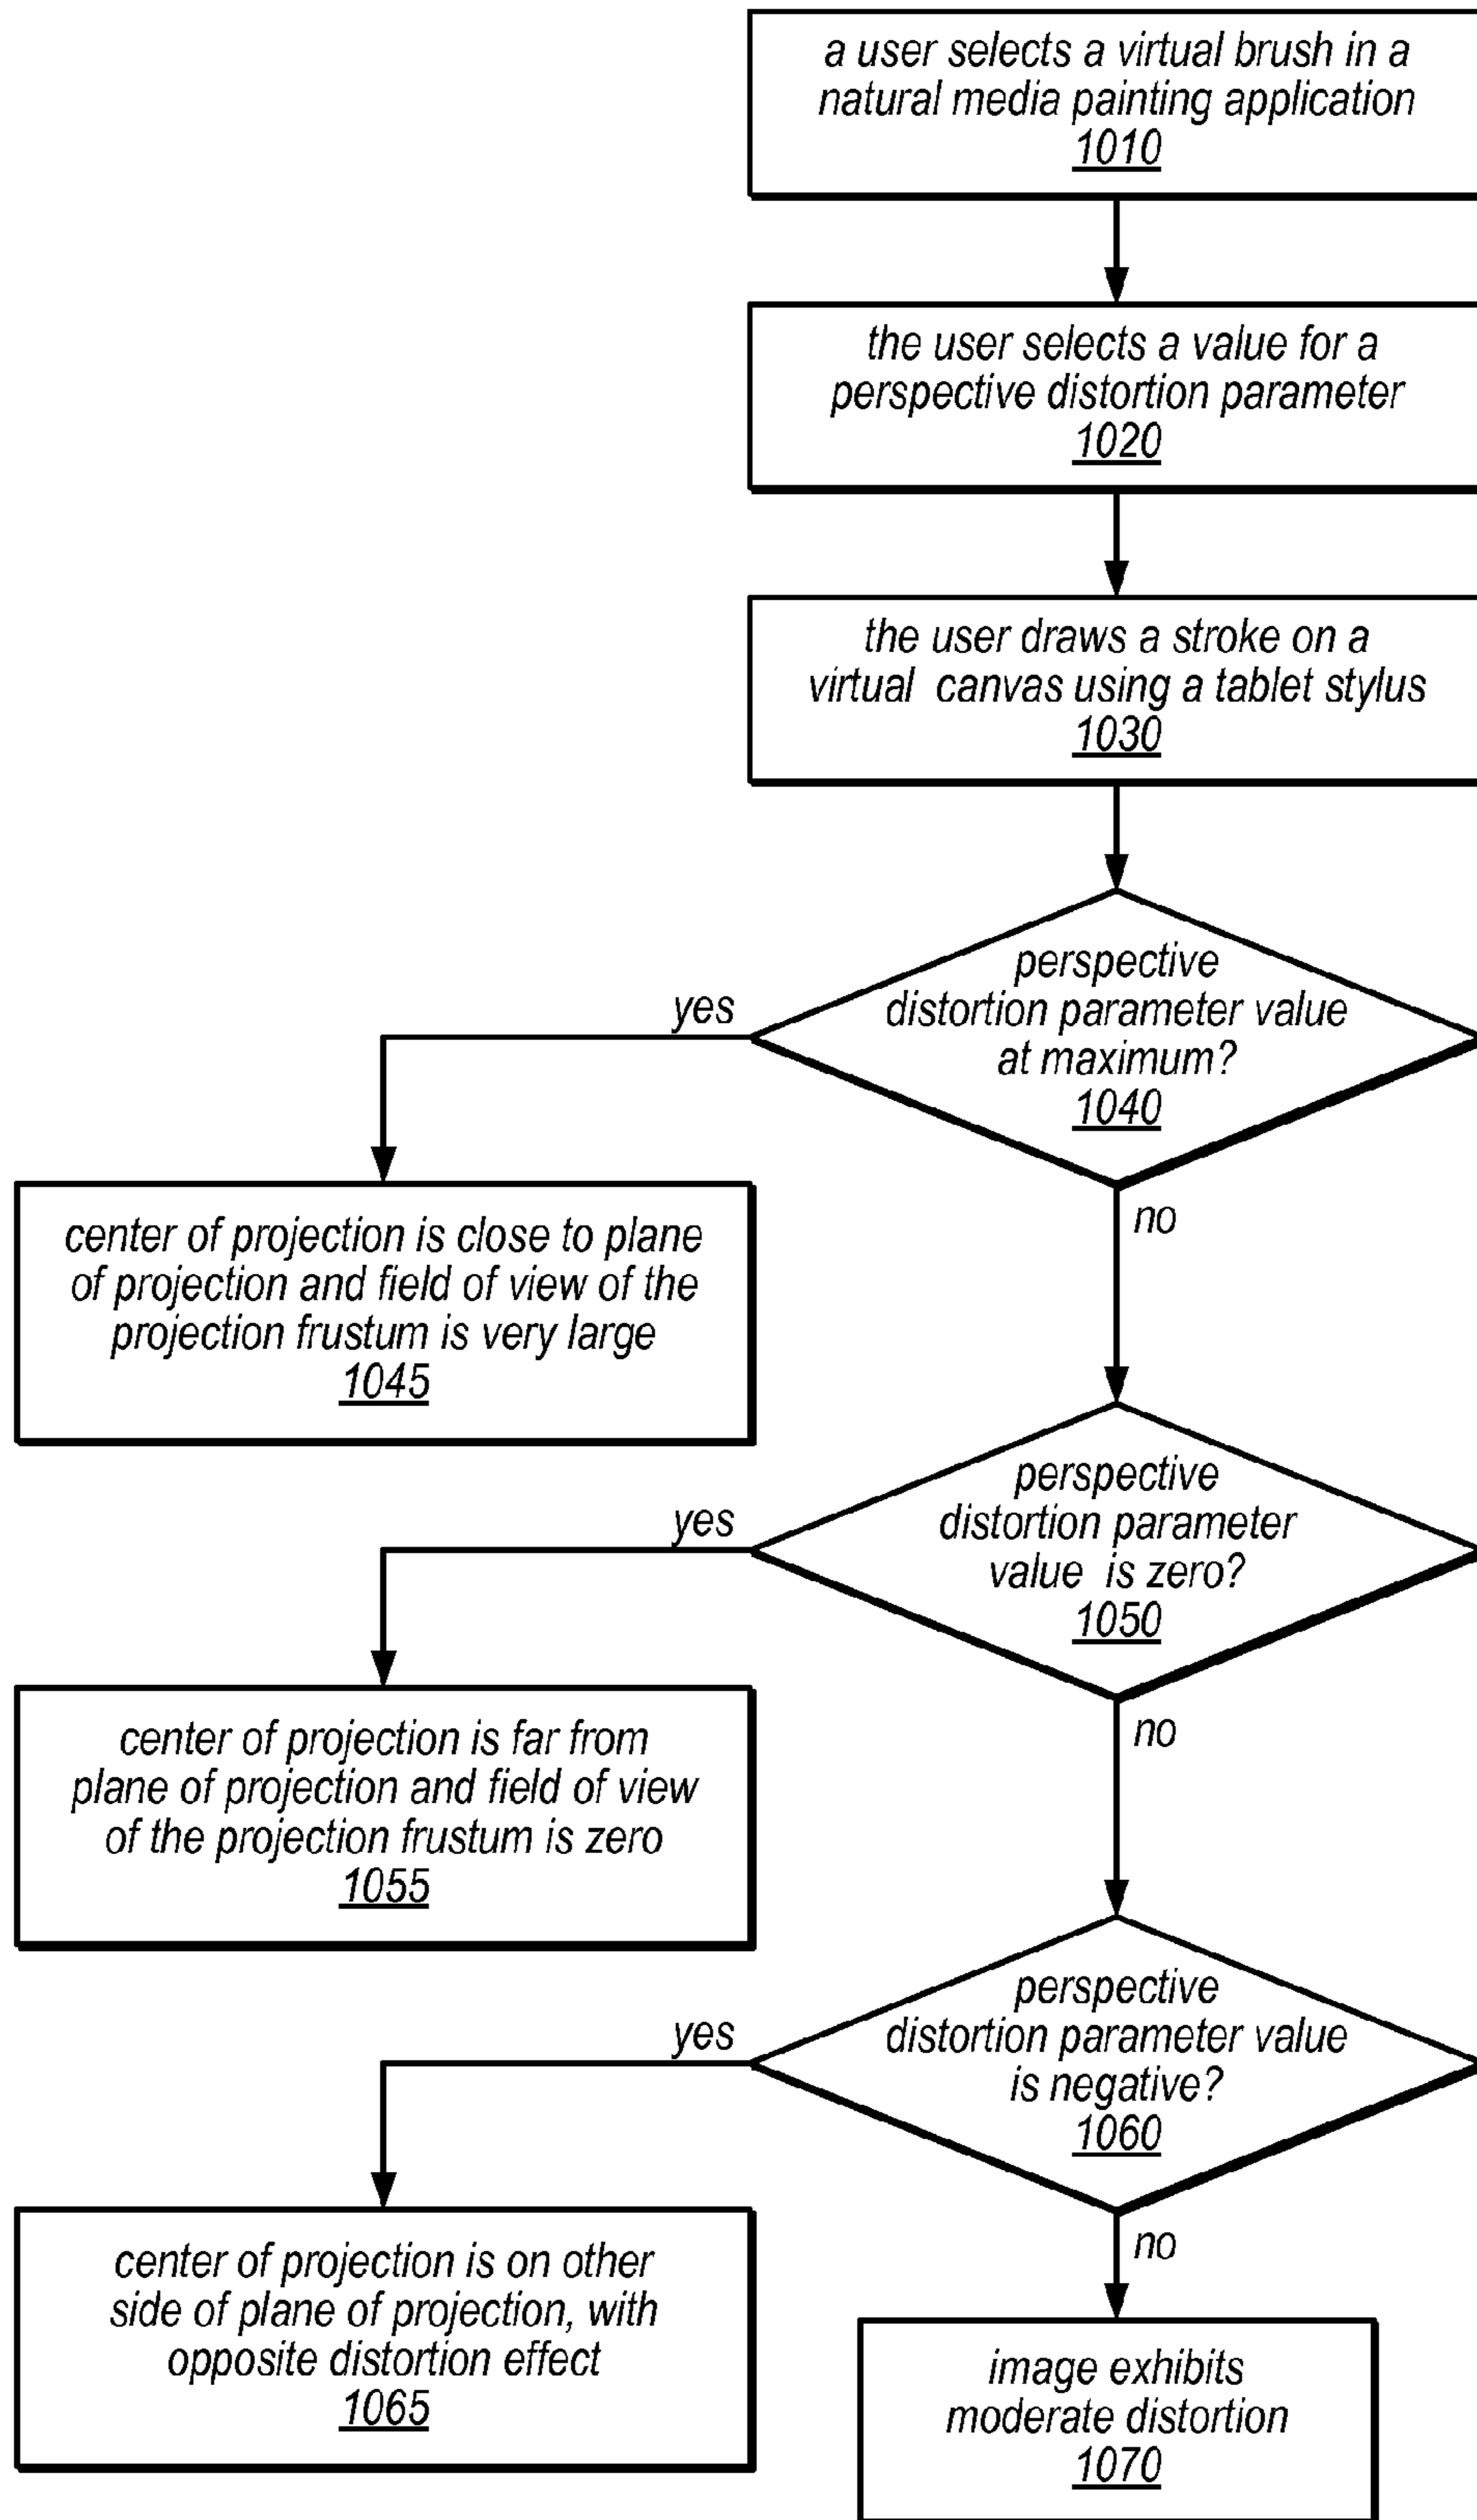 a user selects a virtual brush in a
natural media painting application
1010
the user selects a value for a
perspective distortion parameter
1020
the user draws a stroke on a
virtual canvas using a tablet stylus
1030
perspective
distortion parameter value
at maximum?
1040
yes
no
center of projection is close to plane
of projection and field of view of the
projection frustum is very large
1045
perspective
distortion parameter
value is zero?
1050
yes
no
center of projection is far from
plane of projection and field of view
of the projection frustum is zero
1055
perspective
distortion parameter value
is negative?
1060
yes
no
center of projection is on other
side of plane of projection, with
opposite distortion effect
1065
image exhibits
moderate distortion
1070